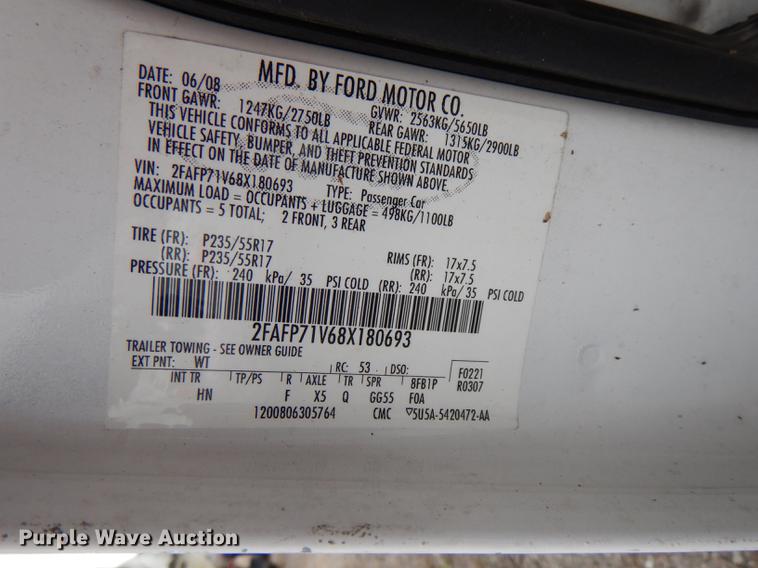 MFD. BY FORD MOTOR CO.
DATE: 06/08 GVWR: 2563KG/5650LB
FRONT GAWR: 1247KG/2750LB REAR GAWR: 1315KG/2900LB
THIS VEHICLE CONFORMS TO ALL APPLICABLE FEDERAL MOTOR
VEHICLE SAFETY, BUMPER, AND THEFT PREVENTION STANDARDS
IN EFFECT ON THE DATE OF MANUFACTURE SHOWN ABOVE.
VIN: 2FAFP71V68X180693 TYPE: Passenger Car
MAXIMUM LOAD = OCCUPANTS + LUGGAGE = 498KG/1100LB
OCCUPANTS = 5 TOTAL; 2 FRONT, 3 REAR
TIRE (FR): P235/55R17 RIMS (FR): 17x7.5
(RR): P235/55R17 (RR): 17x7.5
PRESSURE (FR): 240 kPa/ 35 PSI COLD (RR): 240 kPa/ 35 PSI COLD
2FAFP71V68X180693
TRAILER TOWING - SEE OWNER GUIDE
EXT PNT: WT RC: 53 DSO: F0221
INT TR TP/PS R AXLE TR SPR 8FB1P R0307
HN F X5 Q GG55 F0A
1200806305764 CMC ▽5U5A-5420472-AA
Purple Wave Auction